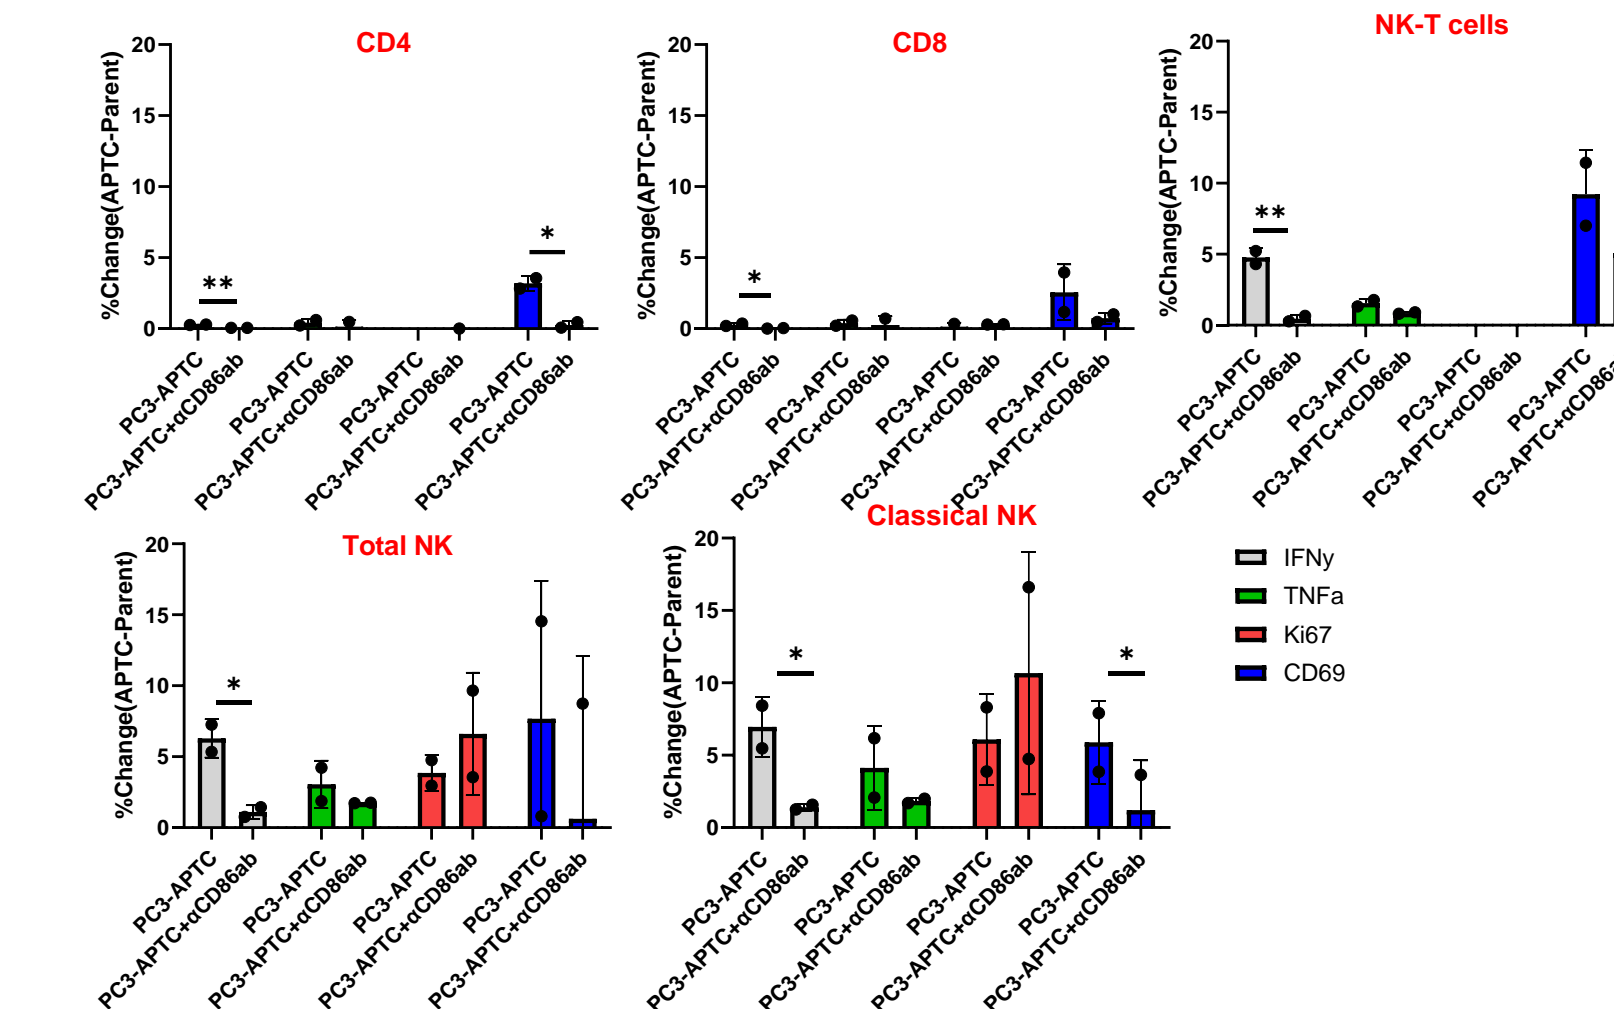 CD4
%Change(APTC-Parent)
20
15
10
5
0
**
*
PC3-APTC
PC3-APTC+αCD86ab
PC3-APTC
PC3-APTC+αCD86ab
PC3-APTC
PC3-APTC+αCD86ab
PC3-APTC
PC3-APTC+αCD86ab
CD8
%Change(APTC-Parent)
20
15
10
5
0
*
PC3-APTC
PC3-APTC+αCD86ab
PC3-APTC
PC3-APTC+αCD86ab
PC3-APTC
PC3-APTC+αCD86ab
PC3-APTC
PC3-APTC+αCD86ab
NK-T cells
%Change(APTC-Parent)
20
15
10
5
0
**
PC3-APTC
PC3-APTC+αCD86ab
PC3-APTC
PC3-APTC+αCD86ab
PC3-APTC
PC3-APTC+αCD86ab
PC3-APTC
Total NK
%Change(APTC-Parent)
20
15
10
5
0
*
PC3-APTC
PC3-APTC+αCD86ab
PC3-APTC
PC3-APTC+αCD86ab
PC3-APTC
PC3-APTC+αCD86ab
PC3-APTC
PC3-APTC+αCD86ab
Classical NK
%Change(APTC-Parent)
20
15
10
5
0
*
*
PC3-APTC
PC3-APTC+αCD86ab
PC3-APTC
PC3-APTC+αCD86ab
PC3-APTC
PC3-APTC+αCD86ab
PC3-APTC
PC3-APTC+αCD86ab
IFNy
TNFa
Ki67
CD69